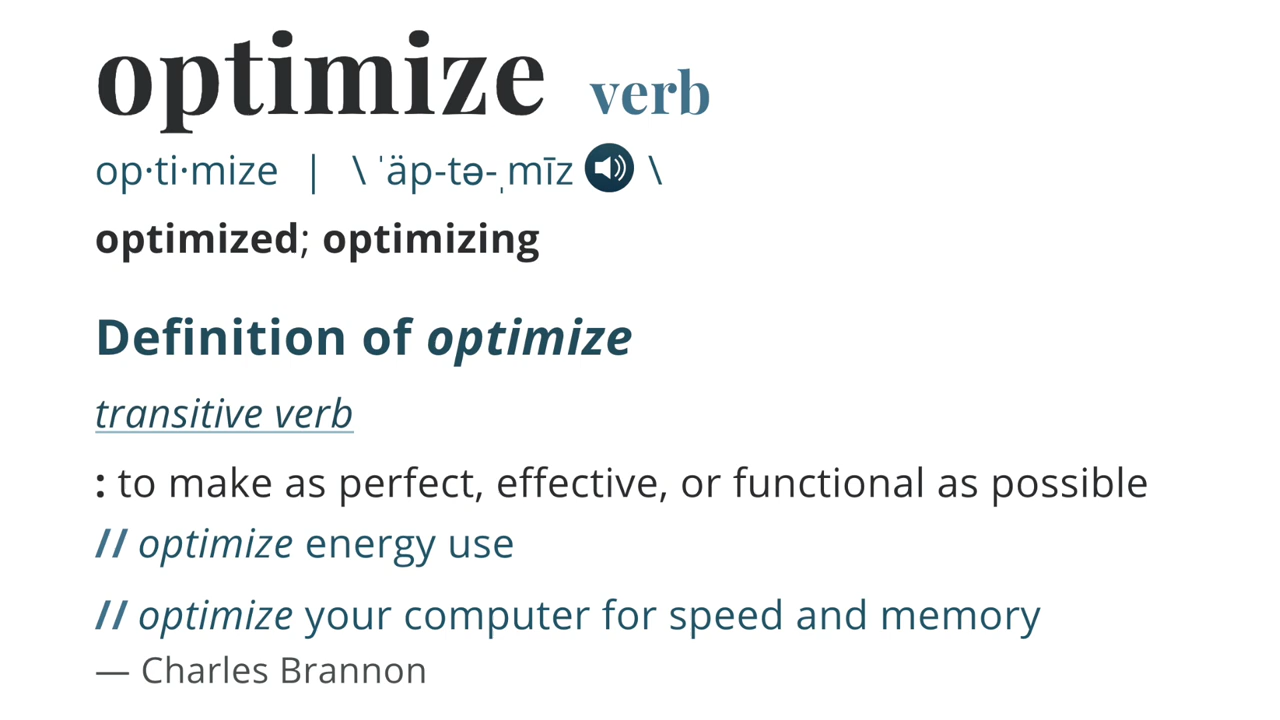 optimize verb
op·ti·mize | \ ˈäp-tə-ˌmīz \
optimized; optimizing
Definition of optimize
transitive verb
: to make as perfect, effective, or functional as possible
// optimize energy use
// optimize your computer for speed and memory
— Charles Brannon